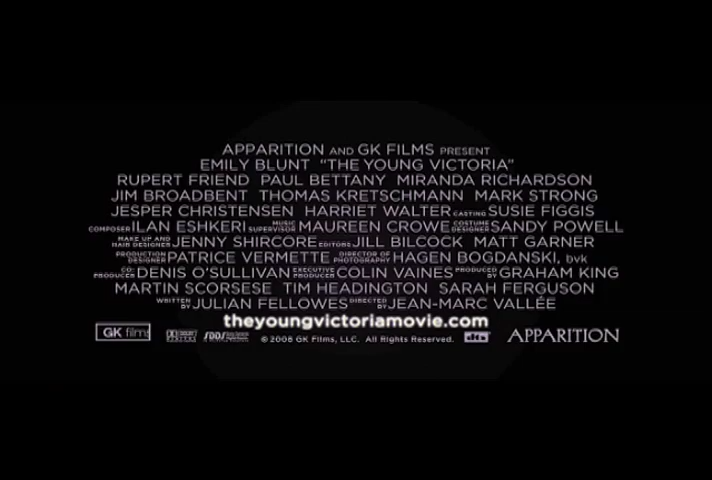 APPARITION AND GK FILMS PRESENT
EMILY BLUNT "THE YOUNG VICTORIA"
RUPERT FRIEND PAUL BETTANY MIRANDA RICHARDSON
JIM BROADBENT THOMAS KRETSCHMANN MARK STRONG
JESPER CHRISTENSEN HARRIET WALTER CASTING SUSIE FIGGIS
COMPOSER ILAN ESHKERI MUSIC SUPERVISOR MAUREEN CROWE COSTUME DESIGNER SANDY POWELL
MAKE UP AND HAIR DESIGNER JENNY SHIRCORE EDITORS JILL BILCOCK MATT GARNER
PRODUCTION DESIGNER PATRICE VERMETTE DIRECTOR OF PHOTOGRAPHY HAGEN BOGDANSKI, bvk
CO-PRODUCER DENIS O'SULLIVAN EXECUTIVE PRODUCER COLIN VAINES PRODUCED BY GRAHAM KING
MARTIN SCORSESE TIM HEADINGTON SARAH FERGUSON
WRITTEN BY JULIAN FELLOWES DIRECTED BY JEAN-MARC VALLÉE
theyoungvictoriamovie.com
GK films DOLBY DIGITAL SDDS © 2008 GK Films, LLC. All Rights Reserved. dts APPARITION